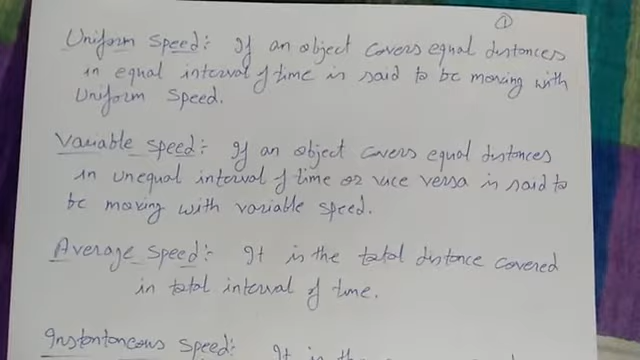 ①
Uniform Speed: If an object covers equal distances
in equal interval of time is said to be moving with
Uniform Speed.
Variable speed: If an object covers equal distances
in unequal interval of time or vice versa is said to
be moving with variable speed.
Average Speed: It is the total distance covered
in total interval of time.
Instantaneous Speed: It is the